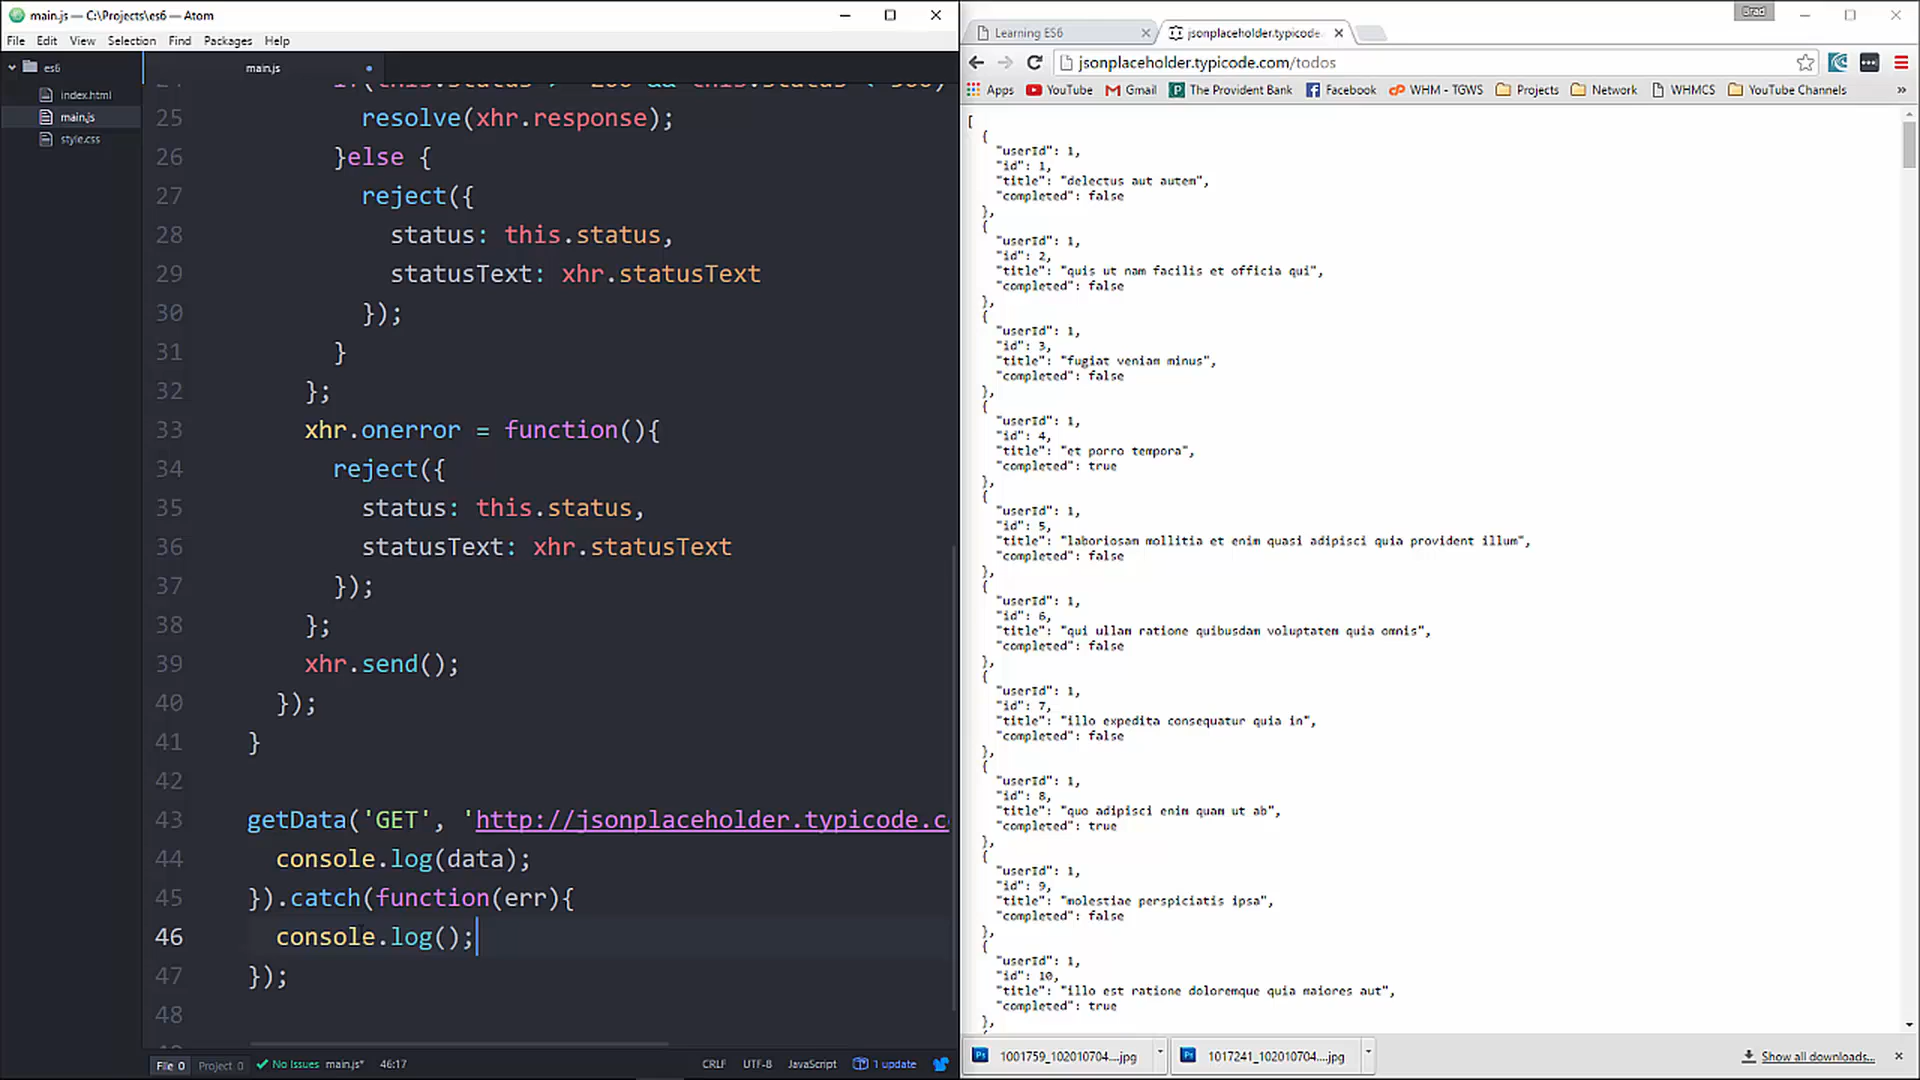 main.js — C:\Projects\es6 — Atom
File Edit View Selection Find Packages Help
es6
index.html
main.js
style.css
main.js
25 resolve(xhr.response);
26 }else {
27 reject({
28 status: this.status,
29 statusText: xhr.statusText
30 });
31 }
32 };
33 xhr.onerror = function(){
34 reject({
35 status: this.status,
36 statusText: xhr.statusText
37 });
38 };
39 xhr.send();
40 });
41 }
42
43 getData('GET', 'http://jsonplaceholder.typicode.c
44 console.log(data);
45 }).catch(function(err){
46 console.log();
47 });
48
File 0 Project 0 No Issues main.js* 46:17 CRLF UTF-8 JavaScript 1 update
Brad
Learning ES6
jsonplaceholder.typicode.
jsonplaceholder.typicode.com/todos
Apps YouTube Gmail The Provident Bank Facebook WHM - TGWS Projects Network WHMCS YouTube Channels »
[
{
"userId": 1,
"id": 1,
"title": "delectus aut autem",
"completed": false
},
{
"userId": 1,
"id": 2,
"title": "quis ut nam facilis et officia qui",
"completed": false
},
{
"userId": 1,
"id": 3,
"title": "fugiat veniam minus",
"completed": false
},
{
"userId": 1,
"id": 4,
"title": "et porro tempora",
"completed": true
},
{
"userId": 1,
"id": 5,
"title": "laboriosam mollitia et enim quasi adipisci quia provident illum",
"completed": false
},
{
"userId": 1,
"id": 6,
"title": "qui ullam ratione quibusdam voluptatem quia omnis",
"completed": false
},
{
"userId": 1,
"id": 7,
"title": "illo expedita consequatur quia in",
"completed": false
},
{
"userId": 1,
"id": 8,
"title": "quo adipisci enim quam ut ab",
"completed": true
},
{
"userId": 1,
"id": 9,
"title": "molestiae perspiciatis ipsa",
"completed": false
},
{
"userId": 1,
"id": 10,
"title": "illo est ratione doloremque quia maiores aut",
"completed": true
},
1001759_102010704....jpg
1017241_102010704....jpg
Show all downloads...